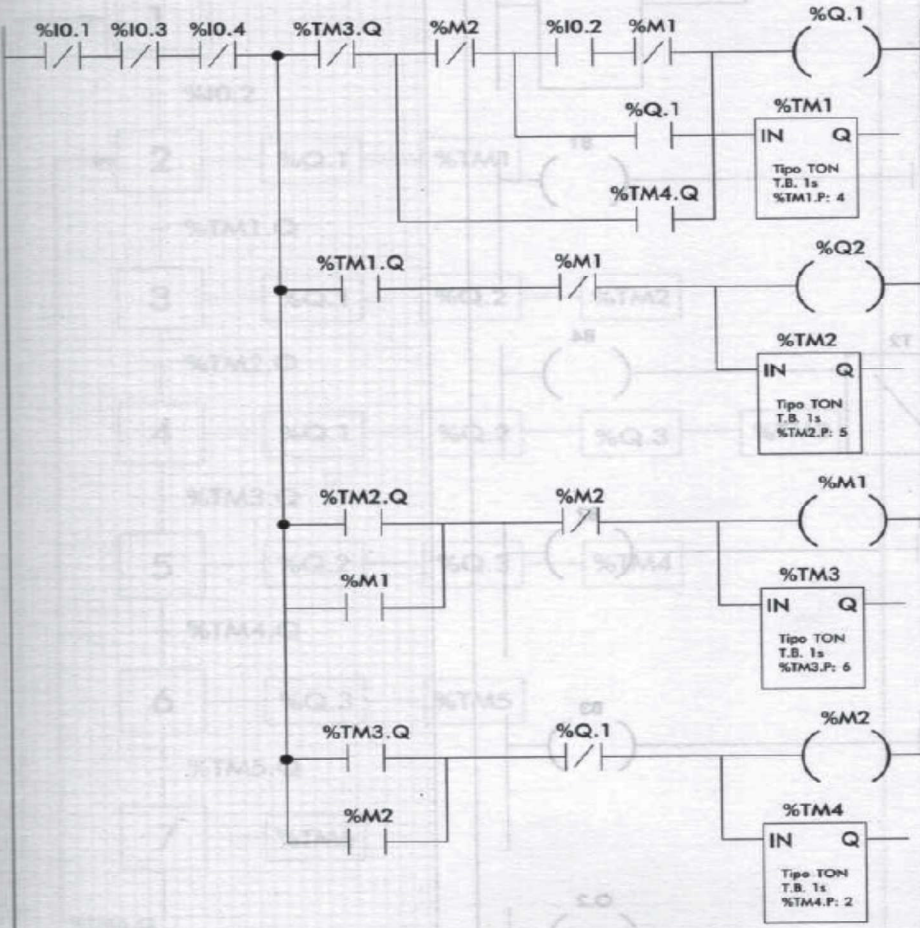 %I0.1 %I0.3 %I0.4 %TM3.Q %M2 %I0.2 %M1 %Q.1
%Q.1 %TM1
IN Q
Tipo TON
T.B. 1s
%TM1.P: 4
%TM4.Q
%TM1.Q %M1 %Q2
%TM2
IN Q
Tipo TON
T.B. 1s
%TM2.P: 5
%TM2.Q %M2 %M1
%M1 %TM3
IN Q
Tipo TON
T.B. 1s
%TM3.P: 6
%TM3.Q %Q.1 %M2
%M2 %TM4
IN Q
Tipo TON
T.B. 1s
%TM4.P: 2